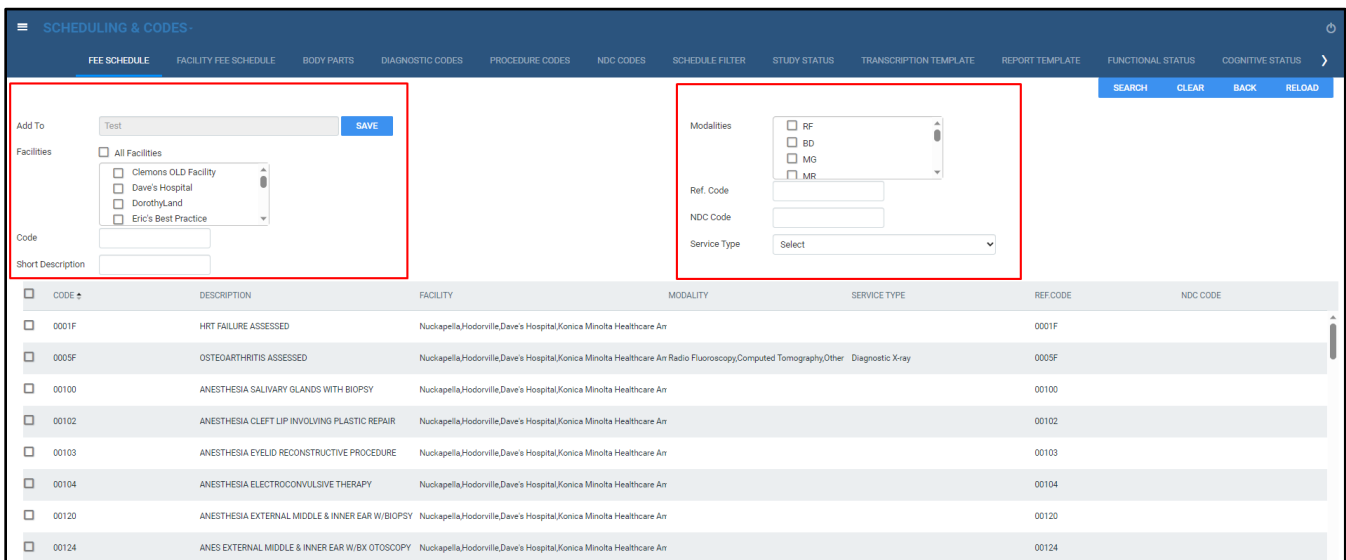 SCHEDULING & CODES
FEE SCHEDULE FACILITY FEE SCHEDULE BODY PARTS DIAGNOSTIC CODES PROCEDURE CODES NDC CODES SCHEDULE FILTER STUDY STATUS TRANSCRIPTION TEMPLATE REPORT TEMPLATE FUNCTIONAL STATUS COGNITIVE STATUS
SEARCH CLEAR BACK RELOAD
Add To Test SAVE
Facilities All Facilities
Clemons OLD Facility
Dave's Hospital
DorothyLand
Eric's Best Practice
Code
Short Description
Modalities RF
BD
MG
MR
Ref. Code
NDC Code
Service Type Select
CODE DESCRIPTION FACILITY MODALITY SERVICE TYPE REF.CODE NDC CODE
0001F HRT FAILURE ASSESSED Nuckapella,Hodorville,Dave's Hospital,Konica Minolta Healthcare Am 0001F
0005F OSTEOARTHRITIS ASSESSED Nuckapella,Hodorville,Dave's Hospital,Konica Minolta Healthcare Am Radio Fluoroscopy,Computed Tomography,Other Diagnostic X-ray 0005F
00100 ANESTHESIA SALIVARY GLANDS WITH BIOPSY Nuckapella,Hodorville,Dave's Hospital,Konica Minolta Healthcare Am 00100
00102 ANESTHESIA CLEFT LIP INVOLVING PLASTIC REPAIR Nuckapella,Hodorville,Dave's Hospital,Konica Minolta Healthcare Am 00102
00103 ANESTHESIA EYELID RECONSTRUCTIVE PROCEDURE Nuckapella,Hodorville,Dave's Hospital,Konica Minolta Healthcare Am 00103
00104 ANESTHESIA ELECTROCONVULSIVE THERAPY Nuckapella,Hodorville,Dave's Hospital,Konica Minolta Healthcare Am 00104
00120 ANESTHESIA EXTERNAL MIDDLE & INNER EAR W/BIOPSY Nuckapella,Hodorville,Dave's Hospital,Konica Minolta Healthcare Am 00120
00124 ANES EXTERNAL MIDDLE & INNER EAR W/BX OTOSCOPY Nuckapella,Hodorville,Dave's Hospital,Konica Minolta Healthcare Am 00124